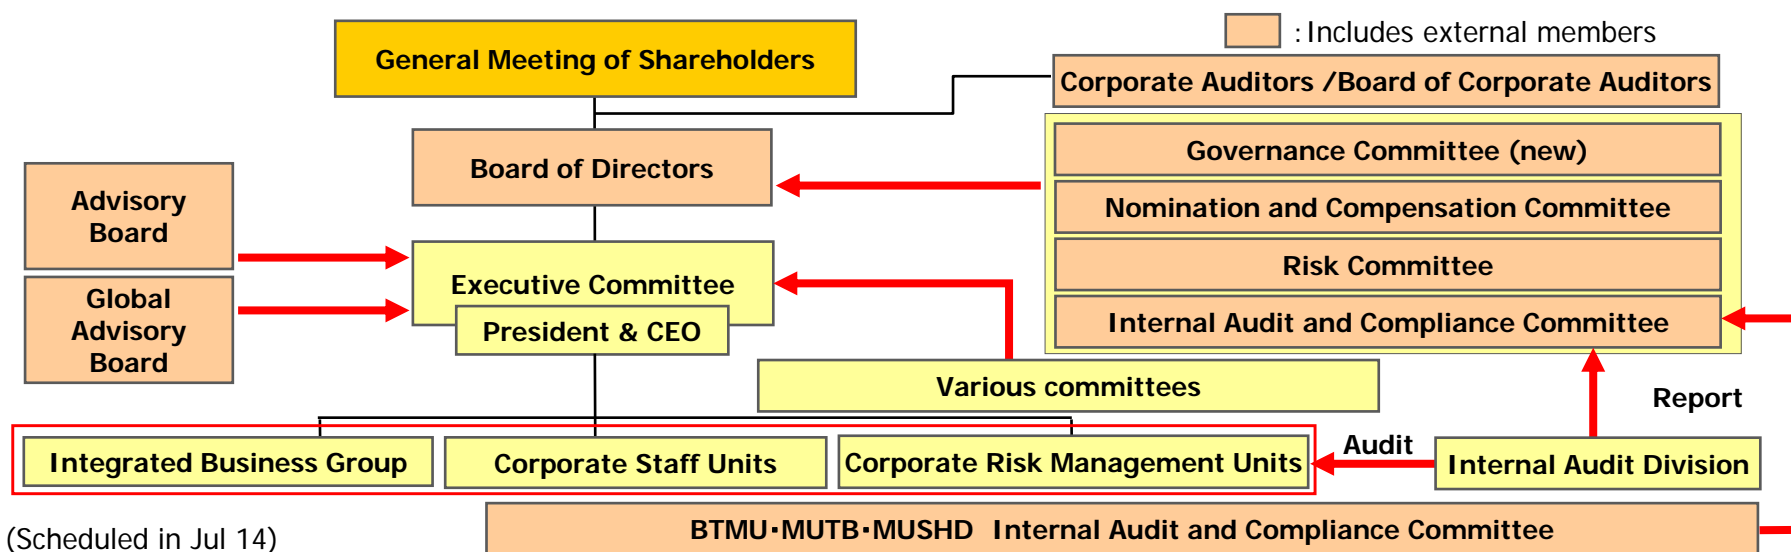 : Includes external members
General Meeting of Shareholders
Corporate Auditors /Board of Corporate Auditors
Board of Directors
Governance Committee (new)
Nomination and Compensation Committee
Risk Committee
Internal Audit and Compliance Committee
Advisory
Board
Global
Advisory
Board
Executive Committee
President & CEO
Various committees
Report
Audit
Integrated Business Group
Corporate Staff Units
Corporate Risk Management Units
Internal Audit Division
BTMU・MUTB・MUSHD Internal Audit and Compliance Committee
(Scheduled in Jul 14)